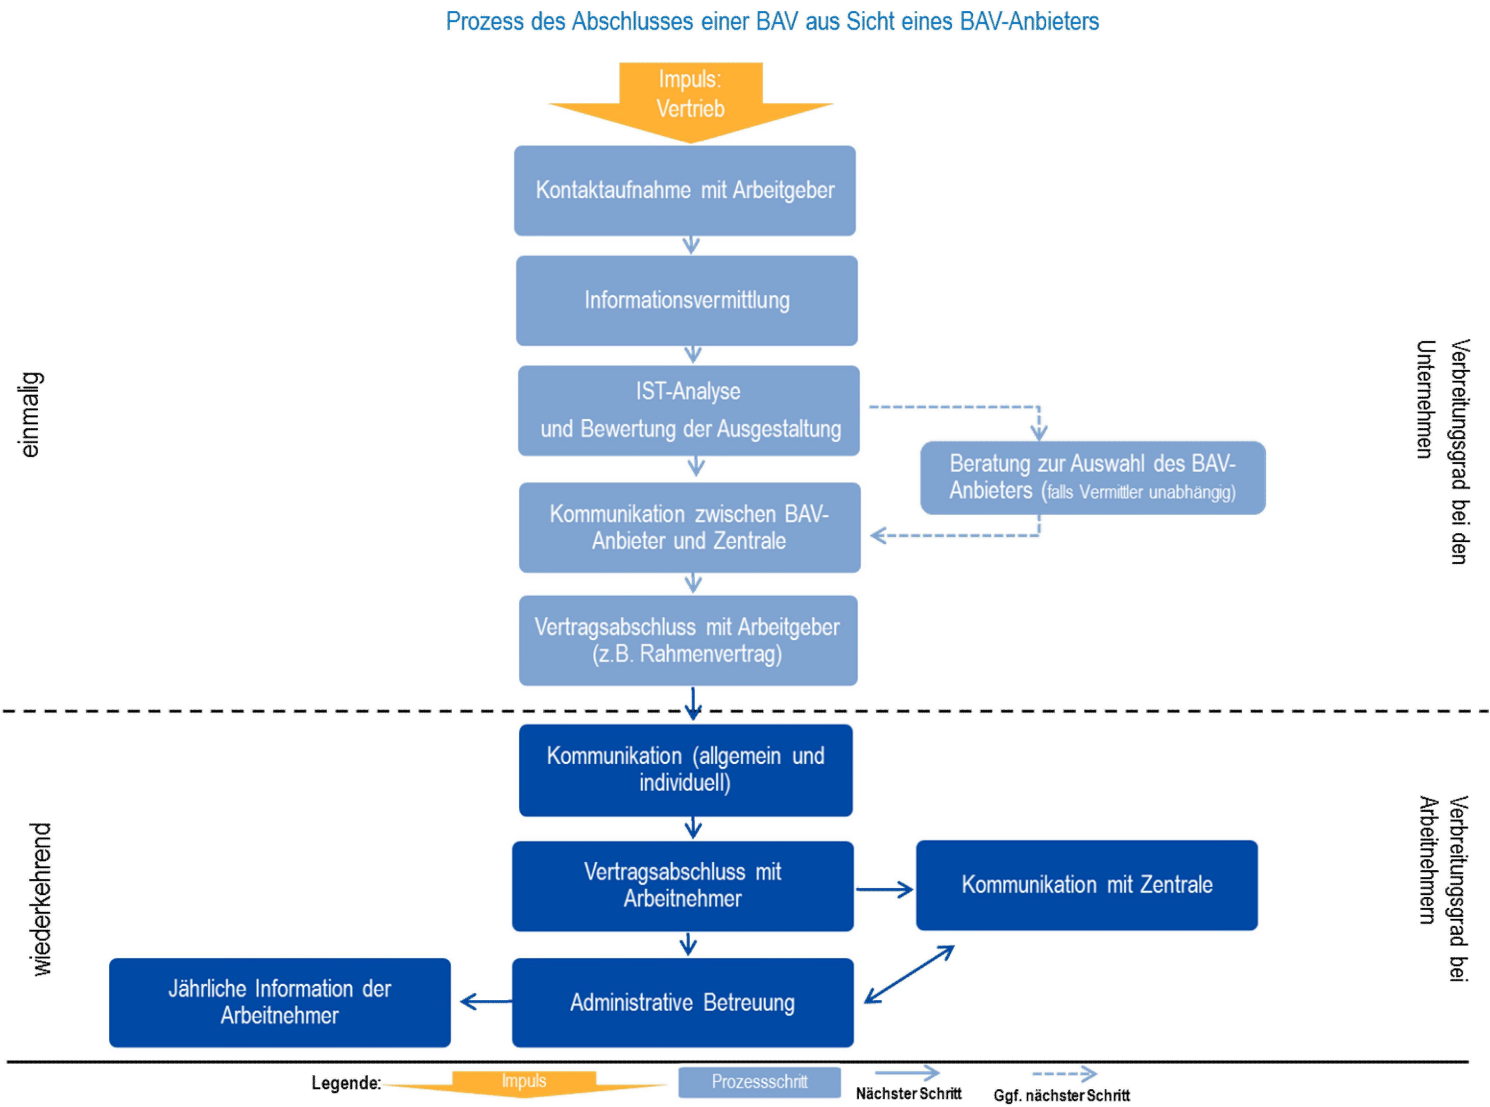 Prozess des Abschlusses einer BAV aus Sicht eines BAV-Anbieters
Impuls:
Vertrieb
Kontaktaufnahme mit Arbeitgeber
Informationsvermittlung
IST-Analyse
und Bewertung der Ausgestaltung
Beratung zur Auswahl des BAV-
Anbieters (falls Vermittler unabhängig)
Kommunikation zwischen BAV-
Anbieter und Zentrale
Vertragsabschluss mit Arbeitgeber
(z.B. Rahmenvertrag)
einmalig
Verbreitungsgrad bei den
Unternehmen
Kommunikation (allgemein und
individuell)
Vertragsabschluss mit
Arbeitnehmer
Kommunikation mit Zentrale
Jährliche Information der
Arbeitnehmer
Administrative Betreuung
wiederkehrend
Verbreitungsgrad bei
Arbeitnehmern
Legende:
Impuls
Prozessschritt
Nächster Schritt
Ggf. nächster Schritt